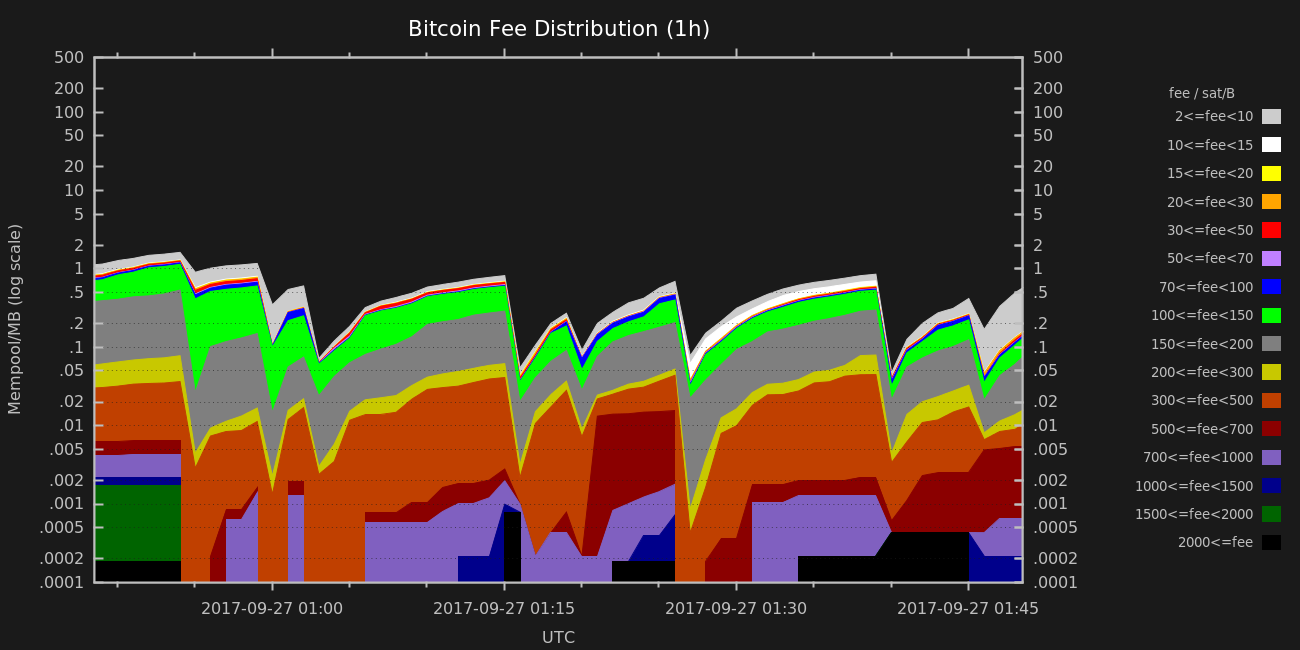 Bitcoin Fee Distribution (1h)
Mempool/MB (log scale)
500
200
100
50
20
10
5
2
1
.5
.2
.1
.05
.02
.01
.005
.002
.001
.0005
.0002
.0001
500
200
100
50
20
10
5
2
1
.5
.2
.1
.05
.02
.01
.005
.002
.001
.0005
.0002
.0001
2017-09-27 01:00
2017-09-27 01:15
2017-09-27 01:30
2017-09-27 01:45
UTC
fee / sat/B
2<=fee<10
10<=fee<15
15<=fee<20
20<=fee<30
30<=fee<50
50<=fee<70
70<=fee<100
100<=fee<150
150<=fee<200
200<=fee<300
300<=fee<500
500<=fee<700
700<=fee<1000
1000<=fee<1500
1500<=fee<2000
2000<=fee